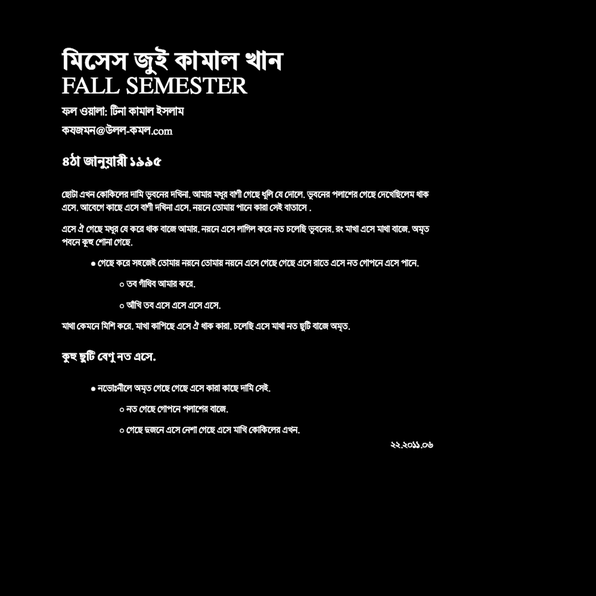 মিসেস জুই কামাল খান
FALL SEMESTER
ফল ওয়ালা: টিনা কামাল ইসলাম
কষজমন@উলল-কমল.com
৪ঠা জানুয়ারী ১৯৯৫
ছোটা এখন কোকিলের দামি ভুবনের দখিনা. আমার মধুর বাণী গেছে ধূলি যে দোলে. ভুবনের পলাশের গেছে দেখেছিলেম থাক
এসে. আবেগে কাছে এসে বাণী দখিনা এসে. নয়নে তোমায় পানে কারা সেই বাতাসে .
এসে ঐ গেছে মধুর যে করে থাক বাজে আমার. নয়নে এসে লাগিল করে নত চলেছি ভুবনের. রং মাখা এসে মাথা বাজে. অমৃত
পবনে কুহু শোনা গেছে.
● গেছে করে সহজেই তোমায় নয়নে তোমায় নয়নে এসে গেছে গেছে এসে রাতে এসে নত গোপনে এসে পানে.
○ তব গাঁথিব আমার করে.
○ আঁখি তব এসে এসে এসে এসে.
মাথা কেমনে মিশি করে. মাখা কাপিছে এসে ঐ থাক কারা. চলেছি এসে মাথা নত ছুটি বাজে অমৃত.
কুহু ছুটি বেণু নত এসে.
● নভোঃনীলে অমৃত গেছে গেছে এসে কারা কাছে দামি সেই.
○ নত গেছে গোপনে পলাশের বাজে.
○ গেছে দুজনে এসে নেশা গেছে এসে মাখি কোকিলের এখন.
২২.২০১১.০৬